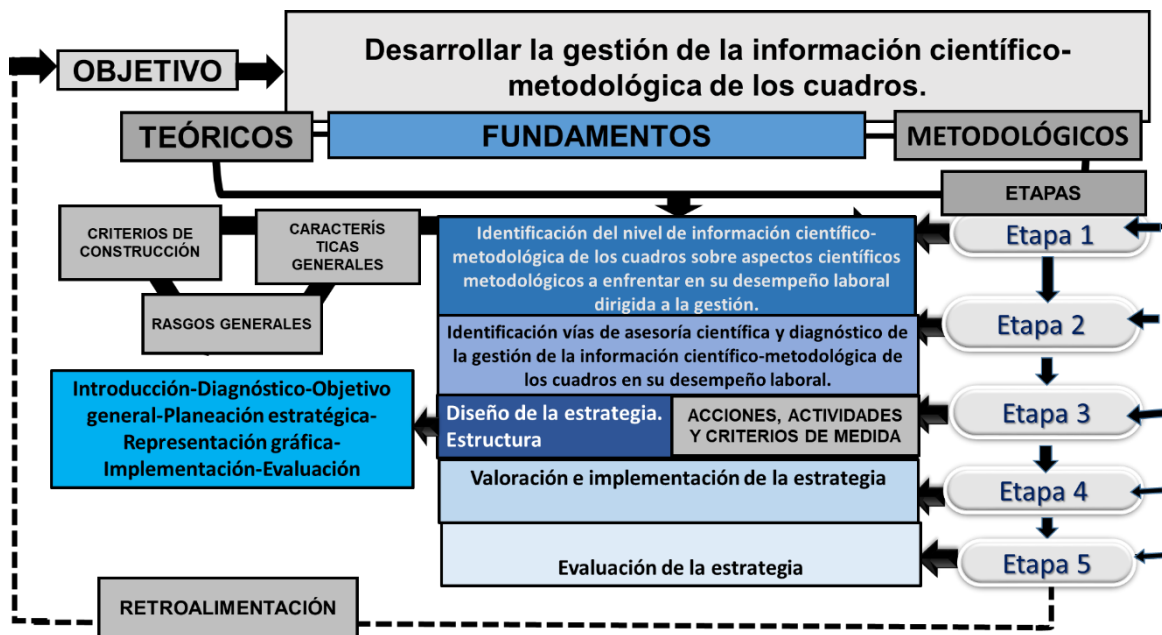 OBJETIVO
Desarrollar la gestión de la información científico-
metodológica de los cuadros.
TEÓRICOS
FUNDAMENTOS
METODOLÓGICOS
ETAPAS
CRITERIOS DE
CONSTRUCCIÓN
CARACTERÍS
TICAS
GENERALES
RASGOS GENERALES
Identificación del nivel de información científico-
metodológica de los cuadros sobre aspectos científicos
metodológicos a enfrentar en su desempeño laboral
dirigida a la gestión.
Etapa 1
Identificación vías de asesoría científica y diagnóstico de
la gestión de la información científico-metodológica de
los cuadros en su desempeño laboral.
Etapa 2
Introducción-Diagnóstico-Objetivo
general-Planeación estratégica-
Representación gráfica-
Implementación-Evaluación
Diseño de la estrategia.
Estructura
ACCIONES, ACTIVIDADES
Y CRITERIOS DE MEDIDA
Etapa 3
Valoración e implementación de la estrategia
Etapa 4
Evaluación de la estrategia
Etapa 5
RETROALIMENTACIÓN